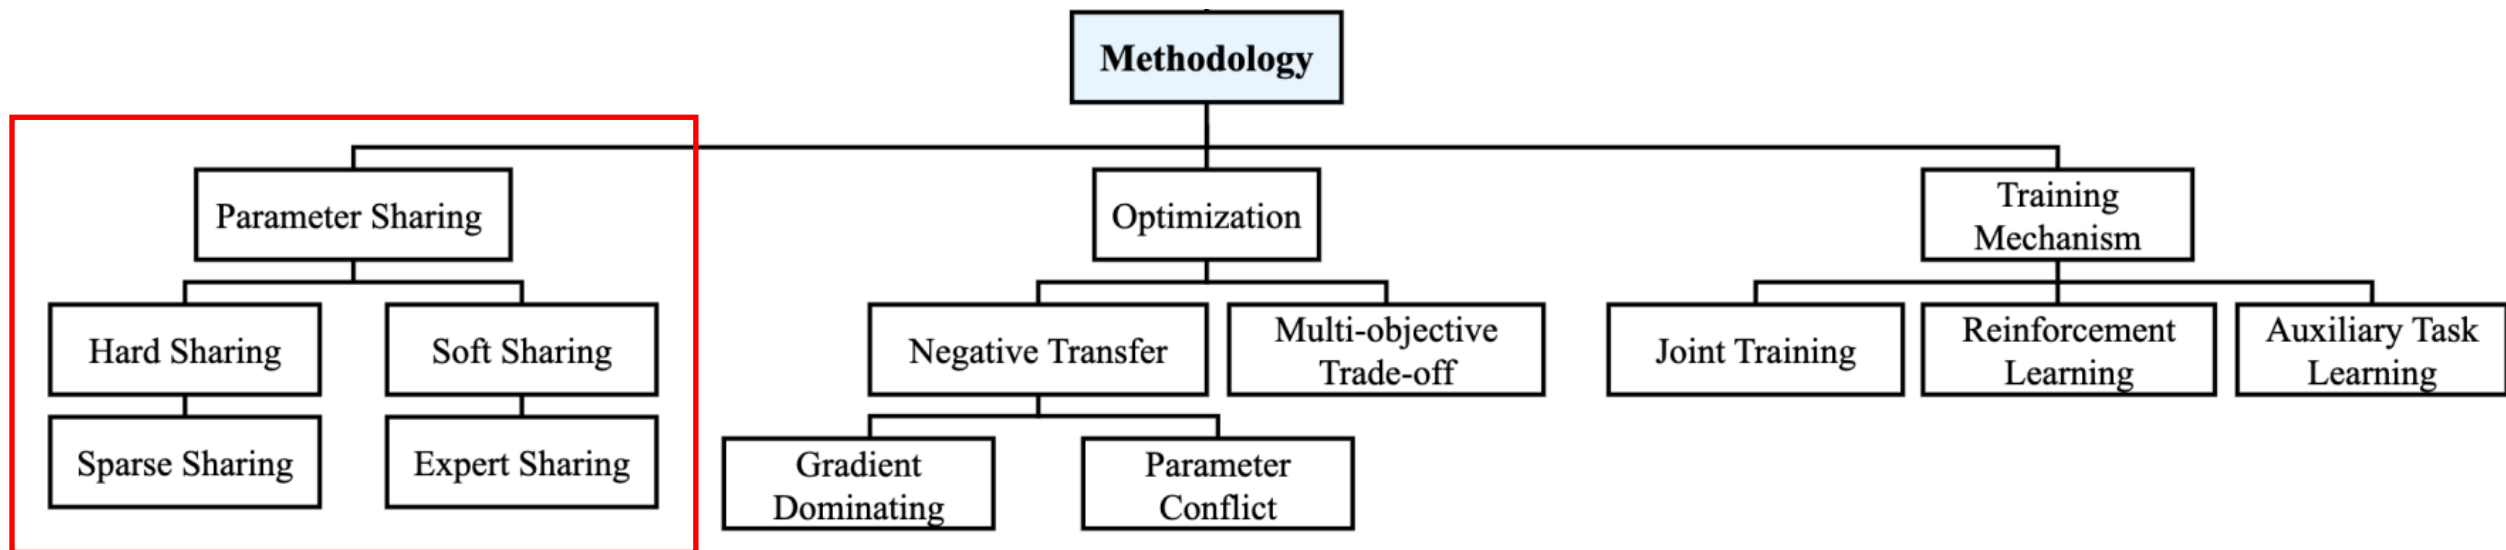 Methodology
Parameter Sharing
Optimization
Training
Mechanism
Hard Sharing
Soft Sharing
Negative Transfer
Multi-objective
Trade-off
Joint Training
Reinforcement
Learning
Auxiliary Task
Learning
Sparse Sharing
Expert Sharing
Gradient
Dominating
Parameter
Conflict